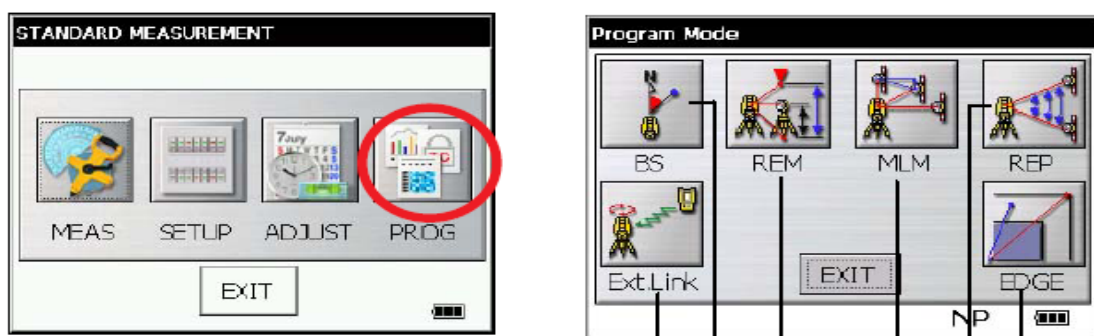 STANDARD MEASUREMENT
MEAS SETUP ADJUST PROG
EXIT
Program Mode
N
BS REM MLM REP
Ext.Link EXIT EDGE
NP